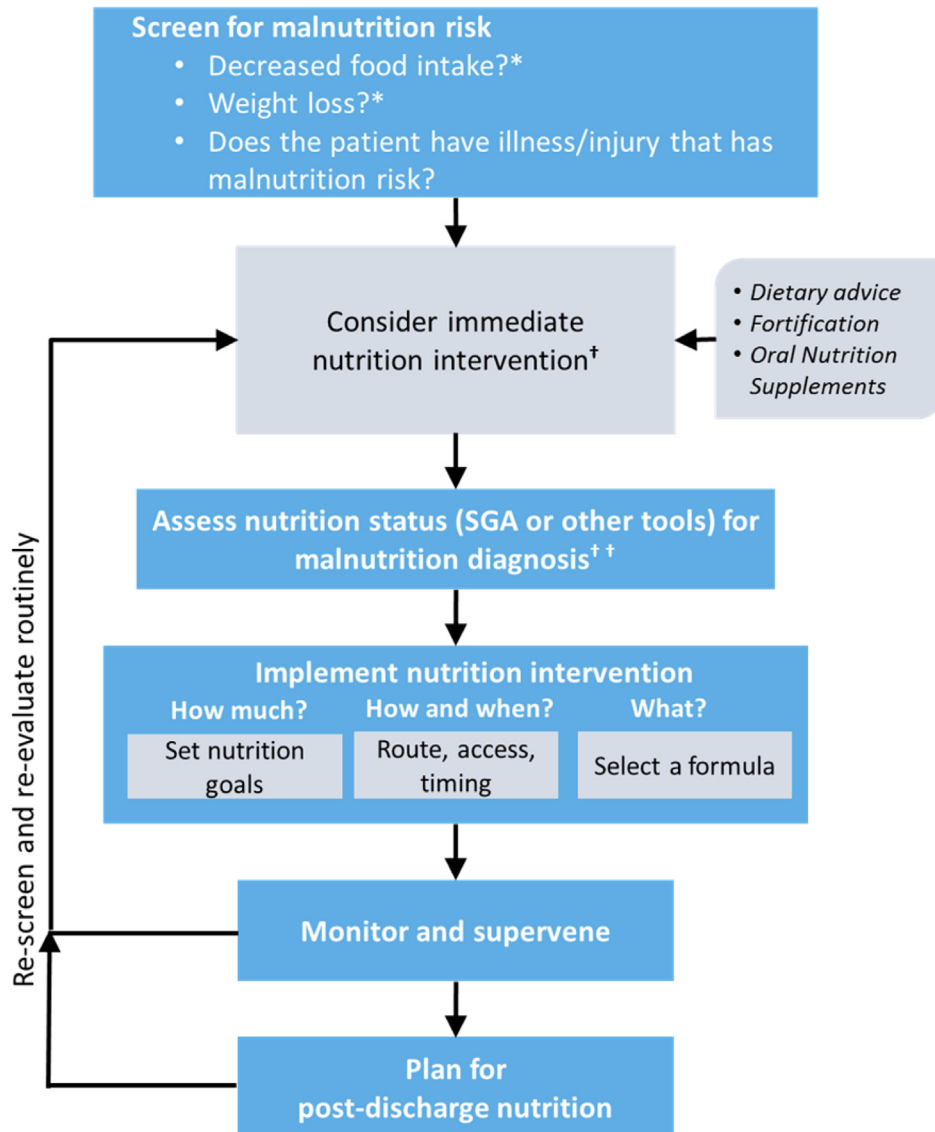 Screen for malnutrition risk
• Decreased food intake?*
• Weight loss?*
• Does the patient have illness/injury that has
malnutrition risk?
Consider immediate
nutrition intervention†
• Dietary advice
• Fortification
• Oral Nutrition
Supplements
Assess nutrition status (SGA or other tools) for
malnutrition diagnosis††
Implement nutrition intervention
How much?
Set nutrition
goals
How and when?
Route, access,
timing
What?
Select a formula
Monitor and supervene
Plan for
post-discharge nutrition
Re-screen and re-evaluate routinely